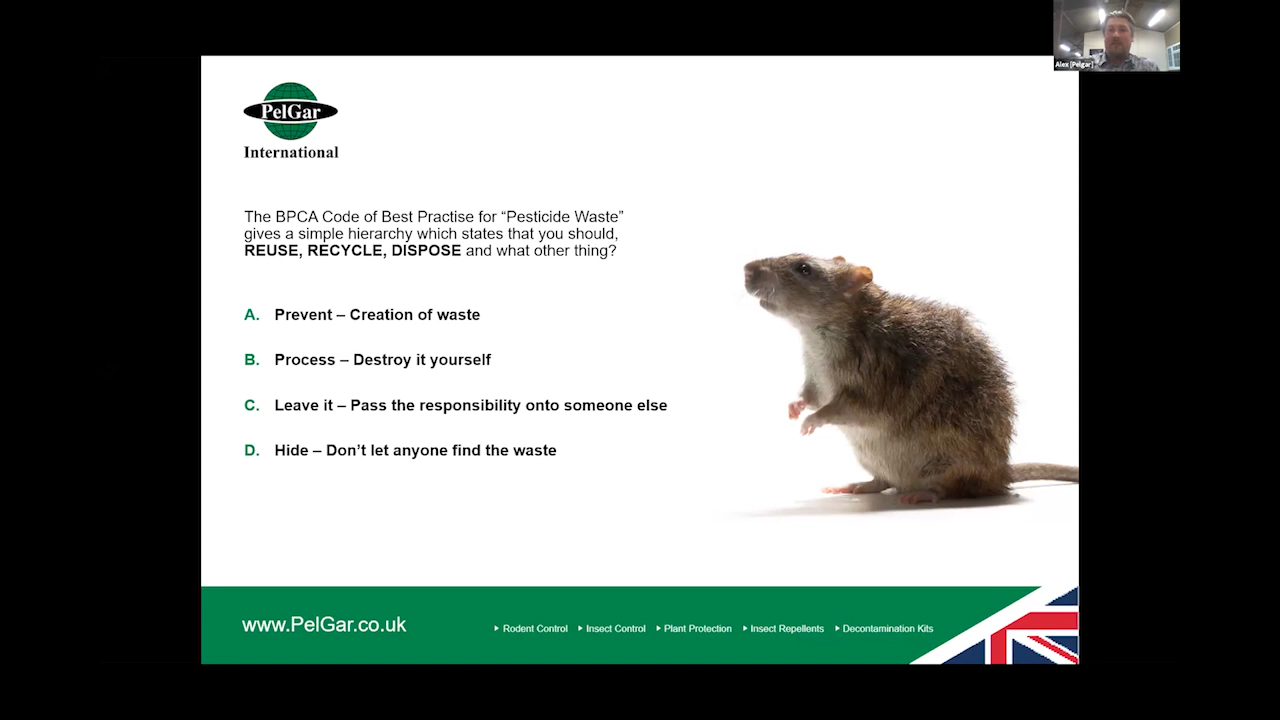 Alex [Pelgar]
PelGar
International
The BPCA Code of Best Practise for “Pesticide Waste”
gives a simple hierarchy which states that you should,
REUSE, RECYCLE, DISPOSE and what other thing?
A. Prevent – Creation of waste
B. Process – Destroy it yourself
C. Leave it – Pass the responsibility onto someone else
D. Hide – Don’t let anyone find the waste
www.PelGar.co.uk
Rodent Control Insect Control Plant Protection Insect Repellents Decontamination Kits